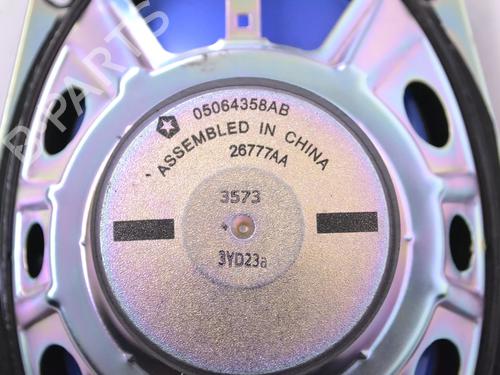 05064358AB
ASSEMBLED IN CHINA
26777AA
3573
3YD23a